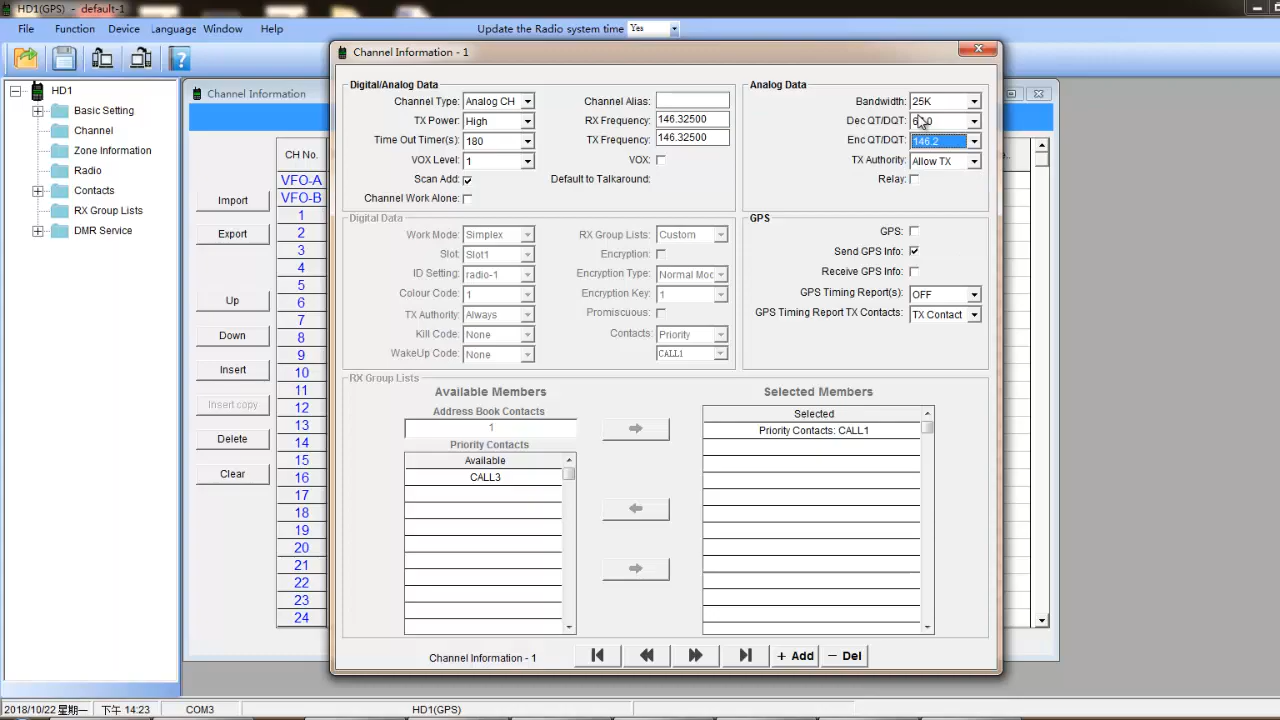 HD1(GPS) - default-1
File Function Device Language Window Help Update the Radio system time Yes
HD1
Basic Setting
Channel
Zone Information
Radio
Contacts
RX Group Lists
DMR Service
Channel Information
Import
Export
Up
Down
Insert
Insert copy
Delete
Clear
CH No.
VFO-A
VFO-B
1
2
3
4
5
6
7
8
9
10
11
12
13
14
15
16
17
18
19
20
21
22
23
24
Channel Information - 1
Digital/Analog Data
Channel Type: Analog CH
TX Power: High
Time Out Timer(s): 180
VOX Level: 1
Scan Add:
Channel Work Alone:
Channel Alias:
RX Frequency: 146.32500
TX Frequency: 146.32500
VOX:
Default to Talkaround:
Analog Data
Bandwidth: 25K
Dec QT/DQT:
Enc QT/DQT: 146.2
TX Authority: Allow TX
Relay:
Digital Data
Work Mode: Simplex
Slot: Slot1
ID Setting: radio-1
Colour Code: 1
TX Authority: Always
Kill Code: None
WakeUp Code: None
RX Group Lists: Custom
Encryption:
Encryption Type: Normal Moc
Encryption Key: 1
Promiscuous:
Contacts: Priority
CALL1
GPS
GPS:
Send GPS Info:
Receive GPS Info:
GPS Timing Report(s): OFF
GPS Timing Report TX Contacts: TX Contact
RX Group Lists
Available Members
Address Book Contacts
1
Priority Contacts
Available
CALL3
Selected Members
Selected
Priority Contacts: CALL1
Channel Information - 1
+ Add
− Del
2018/10/22 星期一 下午 14:23 COM3 HD1(GPS)